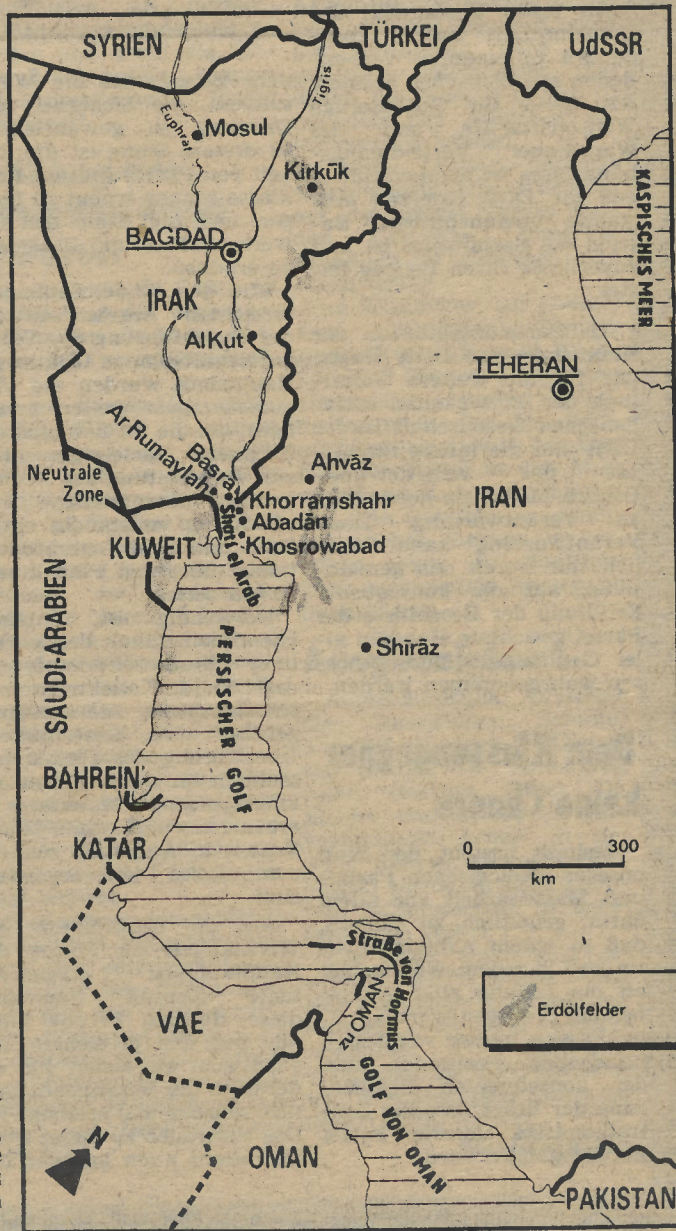 SYRIEN
TÜRKEI
UdSSR
Euphrat
Tigris
Mosul
Kirkūk
KASPISCHES MEER
BAGDAD
IRAK
Al Kut
TEHERAN
Ar Rumaylah
Basra
Ahvāz
Neutrale
Zone
Khorramshahr
IRAN
Abadān
KUWEIT
Khosrowabad
Shatt el Arab
SAUDI-ARABIEN
PERSISCHER GOLF
Shīrāz
BAHREIN
KATAR
0 300
km
Straße von Hormus
VAE
zu OMAN
Erdölfelder
GOLF VON OMAN
N
OMAN
PAKISTAN